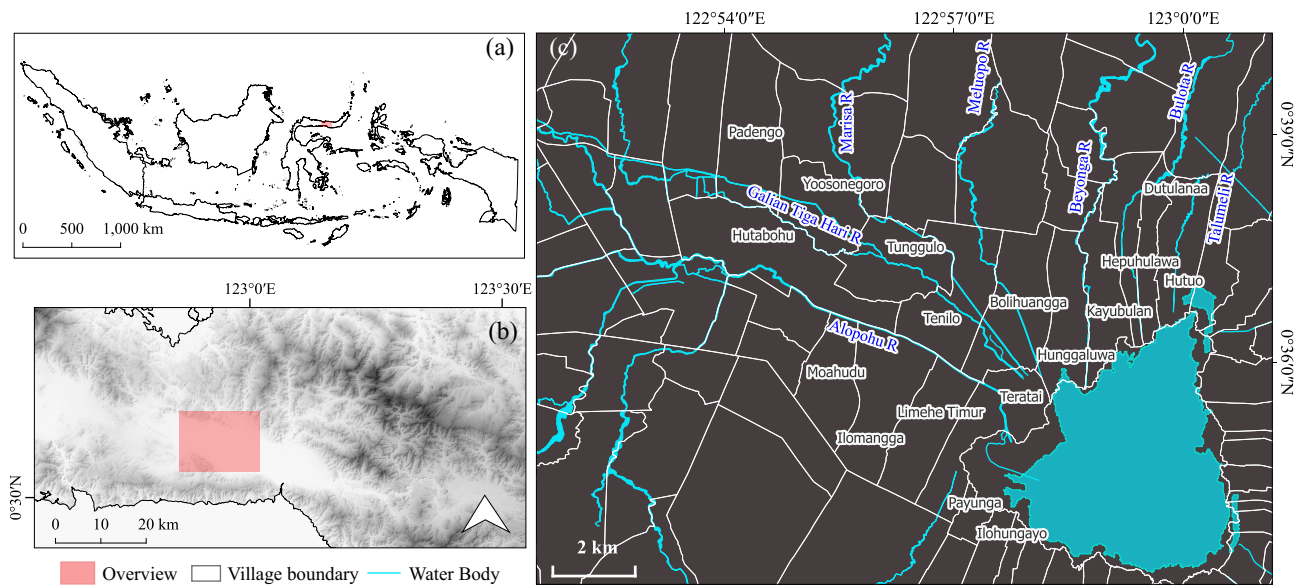 (a)
0 500 1,000 km
123°0′E 123°30′E
(b)
0°30′N
0 10 20 km
Overview Village boundary Water Body
122°54′0″E 122°57′0″E 123°0′0″E
(c)
0°39′0″N
0°36′0″N
Padengo
Marisa R
Meluopo R
Bulota R
Beyonga R
Talumeli R
Yoosonegoro
Dutulanaa
Galian Tiga Hari R
Hutabohu
Tunggulo
Hepuhulawa
Hutuo
Bolihuangga
Kayubulan
Tenilo
Alopohu R
Hunggaluwa
Moahudu
Teratai
Limehe Timur
Ilomangga
Payunga
Ilohungayo
2 km